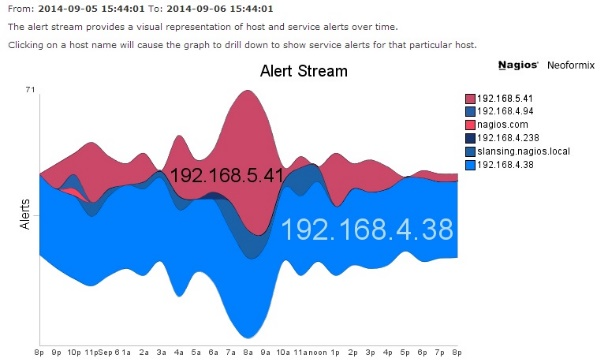 From: 2014-09-05 15:44:01 To: 2014-09-06 15:44:01
The alert stream provides a visual representation of host and service alerts over time.
Clicking on a host name will cause the graph to drill down to show service alerts for that particular host.
Nagios® Neoformix
Alert Stream
71
192.168.5.41
192.168.4.94
nagios.com
192.168.4.238
slansing.nagios.local
192.168.4.38
192.168.5.41
192.168.4.38
Alerts
8p 9p 10p 11pSep 6 1a 2a 3a 4a 5a 6a 7a 8a 9a 10a 11anoon 1p 2p 3p 4p 5p 6p 7p 8p